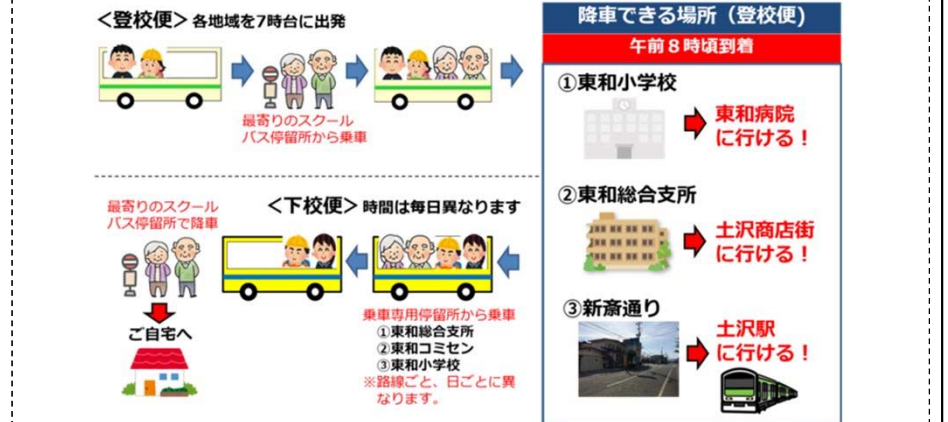 ＜登校便＞各地域を7時台に出発
最寄りのスクール
バス停留所から乗車
降車できる場所（登校便)
午前８時頃到着
①東和小学校
東和病院
に行ける！
②東和総合支所
土沢商店街
に行ける！
③新斎通り
土沢駅
に行ける！
＜下校便＞時間は毎日異なります
乗車専用停留所から乗車
①東和総合支所
②東和コミセン
③東和小学校
※路線ごと、日ごとに異
なります。
最寄りのスクール
バス停留所で降車
ご自宅へ